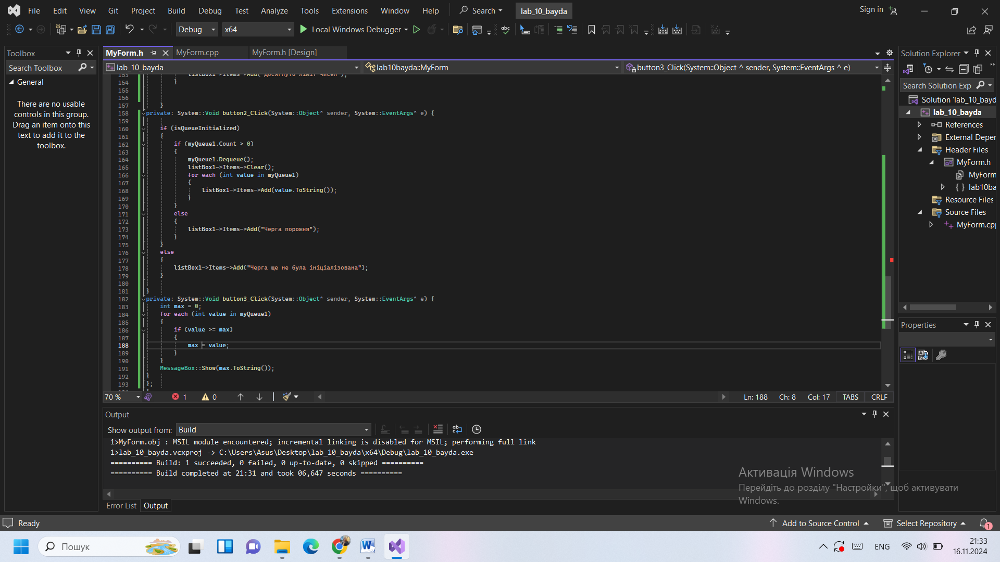 File Edit View Git Project Build Debug Test Analyze Tools Extensions Window Help Search lab_10_bayda Sign in
Debug x64 Local Windows Debugger
Toolbox
Search Toolbox
General
There are no usable
controls in this group.
Drag an item onto this
text to add it to the
toolbox.
MyForm.h MyForm.cpp MyForm.h [Design]
lab_10_bayda lab10bayda::MyForm button3_Click(System::Object ^ sender, System::EventArgs ^ e)
153 listBox1->Items->Add("Досягнуто ліміт чисел");
154 }
155
156
157 }
158 private: System::Void button2_Click(System::Object^ sender, System::EventArgs^ e) {
159
160 if (isQueueInitialized)
161 {
162 if (myQueue1.Count > 0)
163 {
164 myQueue1.Dequeue();
165 listBox1->Items->Clear();
166 for each (int value in myQueue1)
167 {
168 listBox1->Items->Add(value.ToString());
169 }
170 }
171 else
172 {
173 listBox1->Items->Add("Черга порожня");
174 }
175 }
176 else
177 {
178 listBox1->Items->Add("Черга ще не була ініціалізована");
179 }
180
181 }
182 private: System::Void button3_Click(System::Object^ sender, System::EventArgs^ e) {
183 int max = 0;
184 for each (int value in myQueue1)
185 {
186 if (value >= max)
187 {
188 max = value;
189 }
190 }
191 MessageBox::Show(max.ToString());
192 }
193 };
70 % 1 0 Ln: 188 Ch: 8 Col: 17 TABS CRLF
Output
Show output from: Build
1>MyForm.obj : MSIL module encountered; incremental linking is disabled for MSIL; performing full link
1>lab_10_bayda.vcxproj -> C:\Users\Asus\Desktop\lab_10_bayda\x64\Debug\lab_10_bayda.exe
========== Build: 1 succeeded, 0 failed, 0 up-to-date, 0 skipped ==========
========== Build completed at 21:31 and took 06,647 seconds ==========
Error List Output
Solution Explorer
Search Solution Exp
Solution 'lab_10_bayd
lab_10_bayda
References
External Deper
Header Files
MyForm.h
MyForm
lab10ba
Resource Files
Source Files
MyForm.cp
Properties
Активація Windows
Перейдіть до розділу "Настройки", щоб активувати
Windows.
Ready Add to Source Control Select Repository 1
Пошук ENG 21:33
16.11.2024